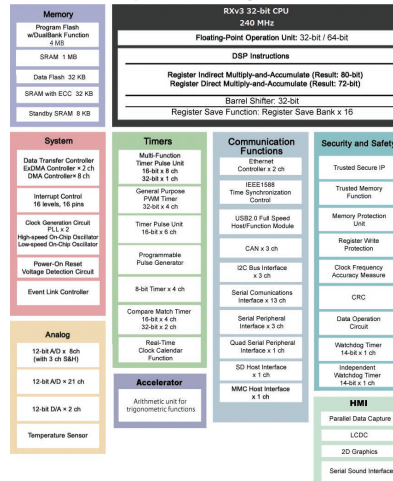 Memory
Program Flash
w/DualBank Function
4 MB
SRAM 1 MB
Data Flash 32 KB
SRAM with ECC 32 KB
Standby SRAM 8 KB
RXv3 32-bit CPU
240 MHz
Floating-Point Operation Unit: 32-bit / 64-bit
DSP Instructions
Register Indirect Multiply-and-Accumulate (Result: 80-bit)
Register Direct Multiply-and-Accumulate (Result: 72-bit)
Barrel Shifter: 32-bit
Register Save Function: Register Save Bank x 16
System
Data Transfer Controller
ExDMA Controller × 2 ch
DMA Controller× 8 ch
Interrupt Control
16 levels, 16 pins
Clock Generation Circuit
PLL x 2
High-speed On-Chip Oscillator
Low-speed On-Chip Oscillator
Power-On Reset
Voltage Detection Circuit
Event Link Controller
Analog
12-bit A/D x 8ch
(with 3 ch S&H)
12-bit A/D × 21 ch
12-bit D/A × 2 ch
Temperature Sensor
Timers
Multi-Function
Timer Pulse Unit
16-bit x 8 ch
32-bit x 1 ch
General Purpose
PWM Timer
32-bit x 4 ch
Timer Pulse Unit
16-bit x 6 ch
Programmable
Pulse Generator
8-bit Timer x 4 ch
Compare Match Timer
16-bit x 4 ch
32-bit x 2 ch
Real-Time
Clock Calendar
Function
Accelerator
Arithmetic unit for
trigonometric functions
Communication
Functions
Ethernet
Controller x 2 ch
IEEE1588
Time Synchronization
Control
USB2.0 Full Speed
Host/Function Module
CAN x 3 ch
I2C Bus Interface
x 3 ch
Serial Comunications
Interface x 13 ch
Serial Peripheral
Interface x 3 ch
Quad Serial Peripheral
Interface x 1 ch
SD Host Interface
x 1 ch
MMC Host Interface
x 1 ch
Security and Safety
Trusted Secure IP
Trusted Memory
Function
Memory Protection
Unit
Register Write
Protection
Clock Frequency
Accuracy Measure
CRC
Data Operation
Circuit
Watchdog Timer
14-bit x 1 ch
Independent
Watchdog Timer
14-bit x 1 ch
HMI
Parallel Data Capture
LCDC
2D Graphics
Serial Sound Interface